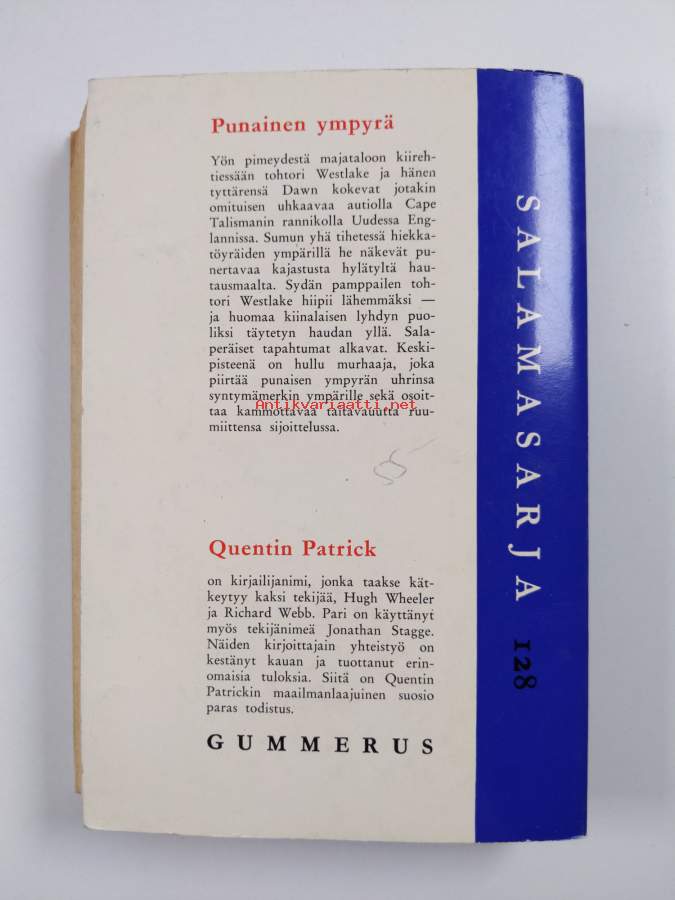 Punainen ympyrä
Yön pimeydestä majataloon kiireh-
tiessään tohtori Westlake ja hänen
tyttärensä Dawn kokevat jotakin
omituisen uhkaavaa autiolla Cape
Talismanin rannikolla Uudessa Eng-
lannissa. Sumun yhä tihetessä hiekka-
töyräiden ympärillä he näkevät pu-
nertavaa kajastusta hylätyltä hau-
tausmaalta. Sydän pamppailen toh-
tori Westlake hiipii lähemmäksi —
ja huomaa kiinalaisen lyhdyn puo-
liksi täytetyn haudan yllä. Sala-
peräiset tapahtumat alkavat. Keski-
pisteenä on hullu murhaaja, joka
piirtää punaisen ympyrän uhrinsa
syntymämerkin ympärille sekä osoit-
taa kammottavaa taitavuutta ruu-
miittensa sijoittelussa.
Antikvariaatti.net
Quentin Patrick
on kirjailijanimi, jonka taakse kät-
keytyy kaksi tekijää, Hugh Wheeler
ja Richard Webb. Pari on käyttänyt
myös tekijänimeä Jonathan Stagge.
Näiden kirjoittajain yhteistyö on
kestänyt kauan ja tuottanut erin-
omaisia tuloksia. Siitä on Quentin
Patrickin maailmanlaajuinen suosio
paras todistus.
GUMMERUS
SALAMASARJA 128